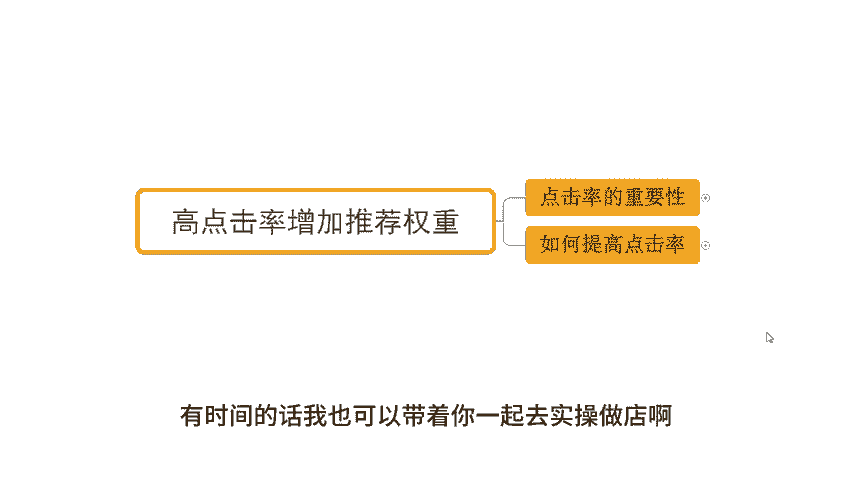 高点击率增加推荐权重
点击率的重要性
如何提高点击率
有时间的话我也可以带着你一起去实操做店啊